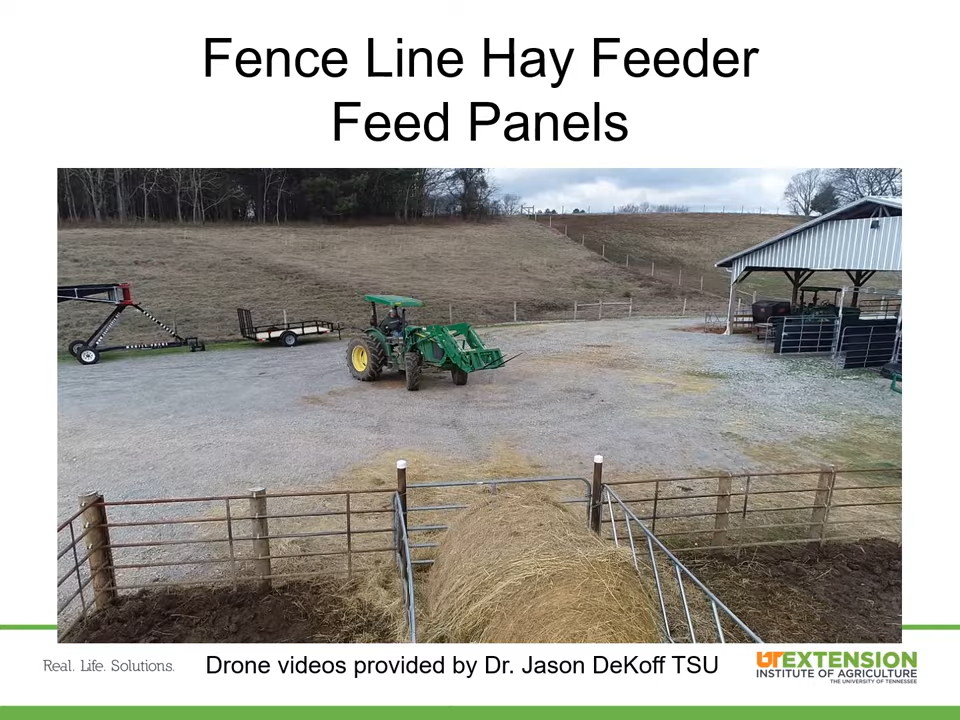 Fence Line Hay Feeder
Feed Panels
Real. Life. Solutions.
Drone videos provided by Dr. Jason DeKoff TSU
UTEXTENSION
INSTITUTE OF AGRICULTURE
THE UNIVERSITY OF TENNESSEE